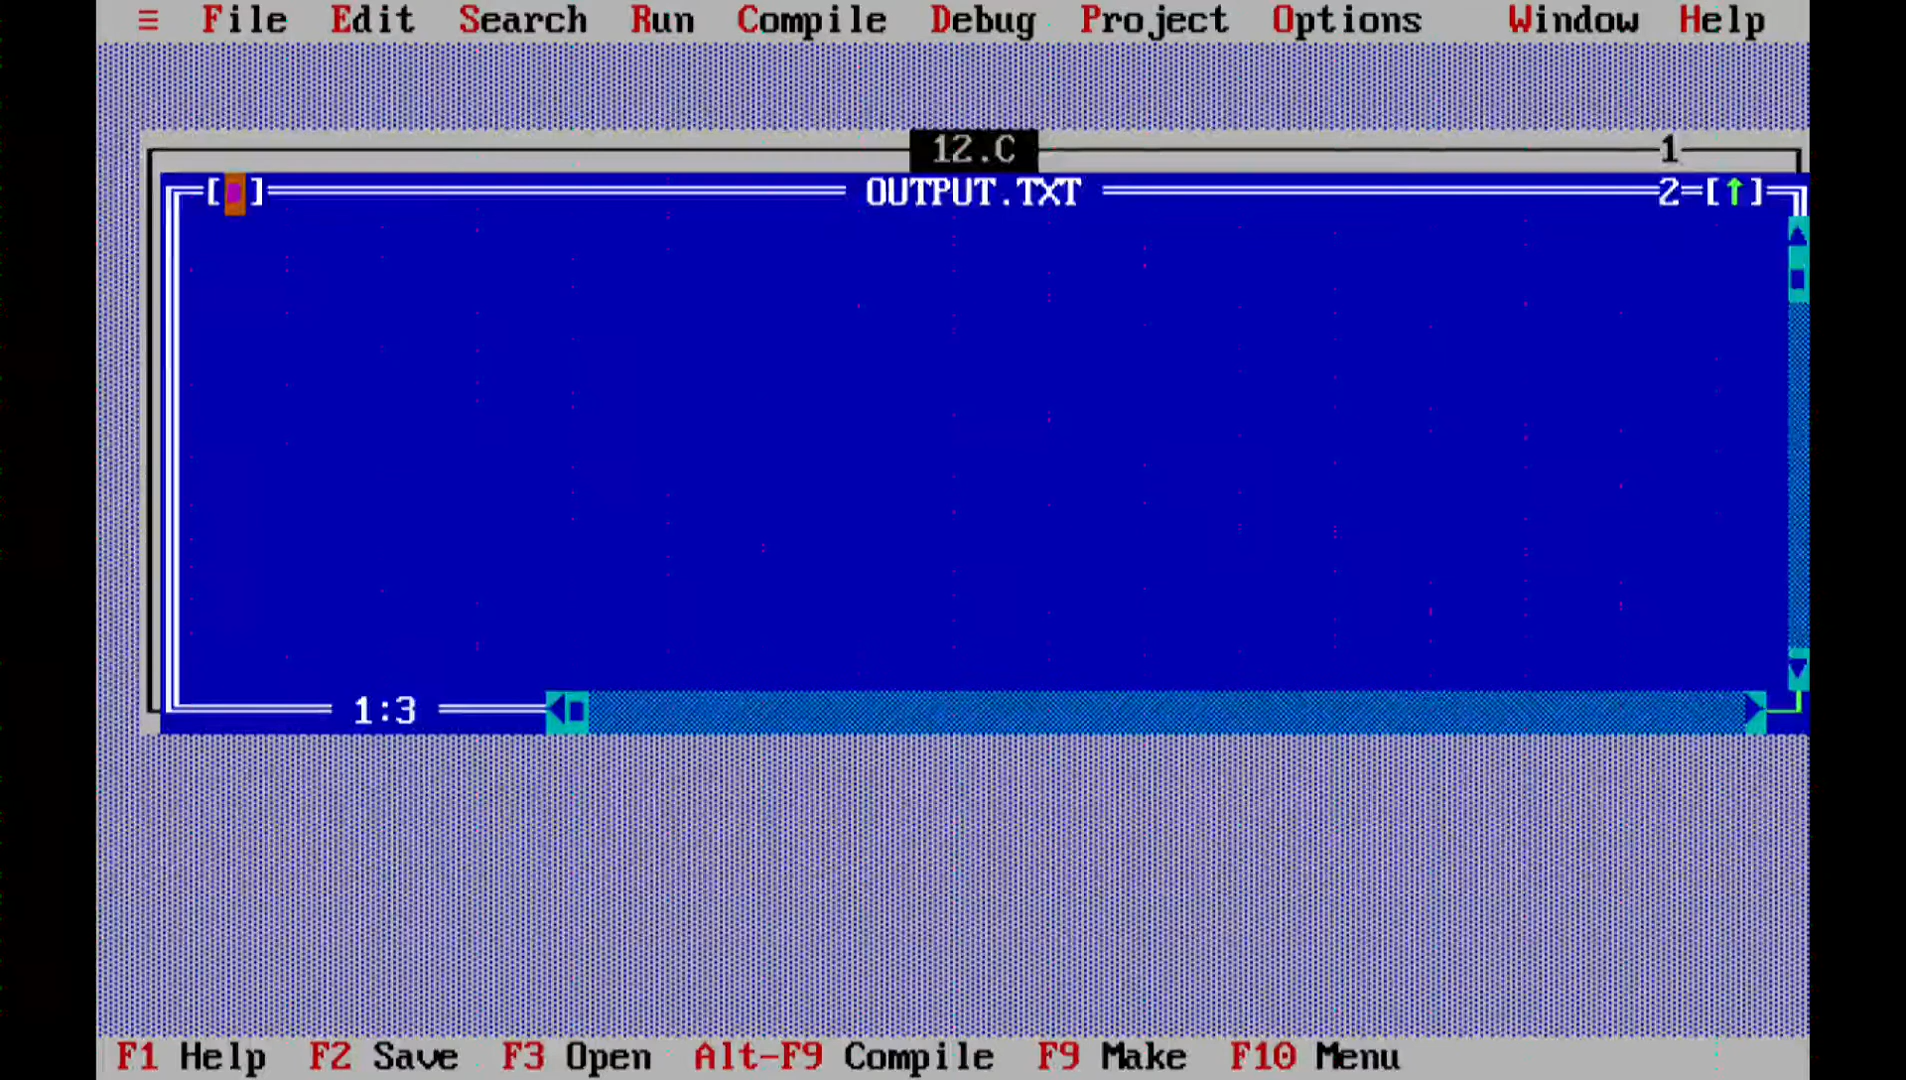 ≡ File Edit Search Run Compile Debug Project Options Window Help
12.C 1
[■] OUTPUT.TXT 2=[↑]
1:3
F1 Help F2 Save F3 Open Alt-F9 Compile F9 Make F10 Menu